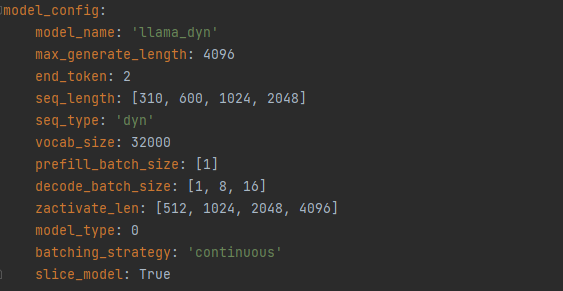 model_config:
    model_name: 'llama_dyn'
    max_generate_length: 4096
    end_token: 2
    seq_length: [310, 600, 1024, 2048]
    seq_type: 'dyn'
    vocab_size: 32000
    prefill_batch_size: [1]
    decode_batch_size: [1, 8, 16]
    zactivate_len: [512, 1024, 2048, 4096]
    model_type: 0
    batching_strategy: 'continuous'
    slice_model: True